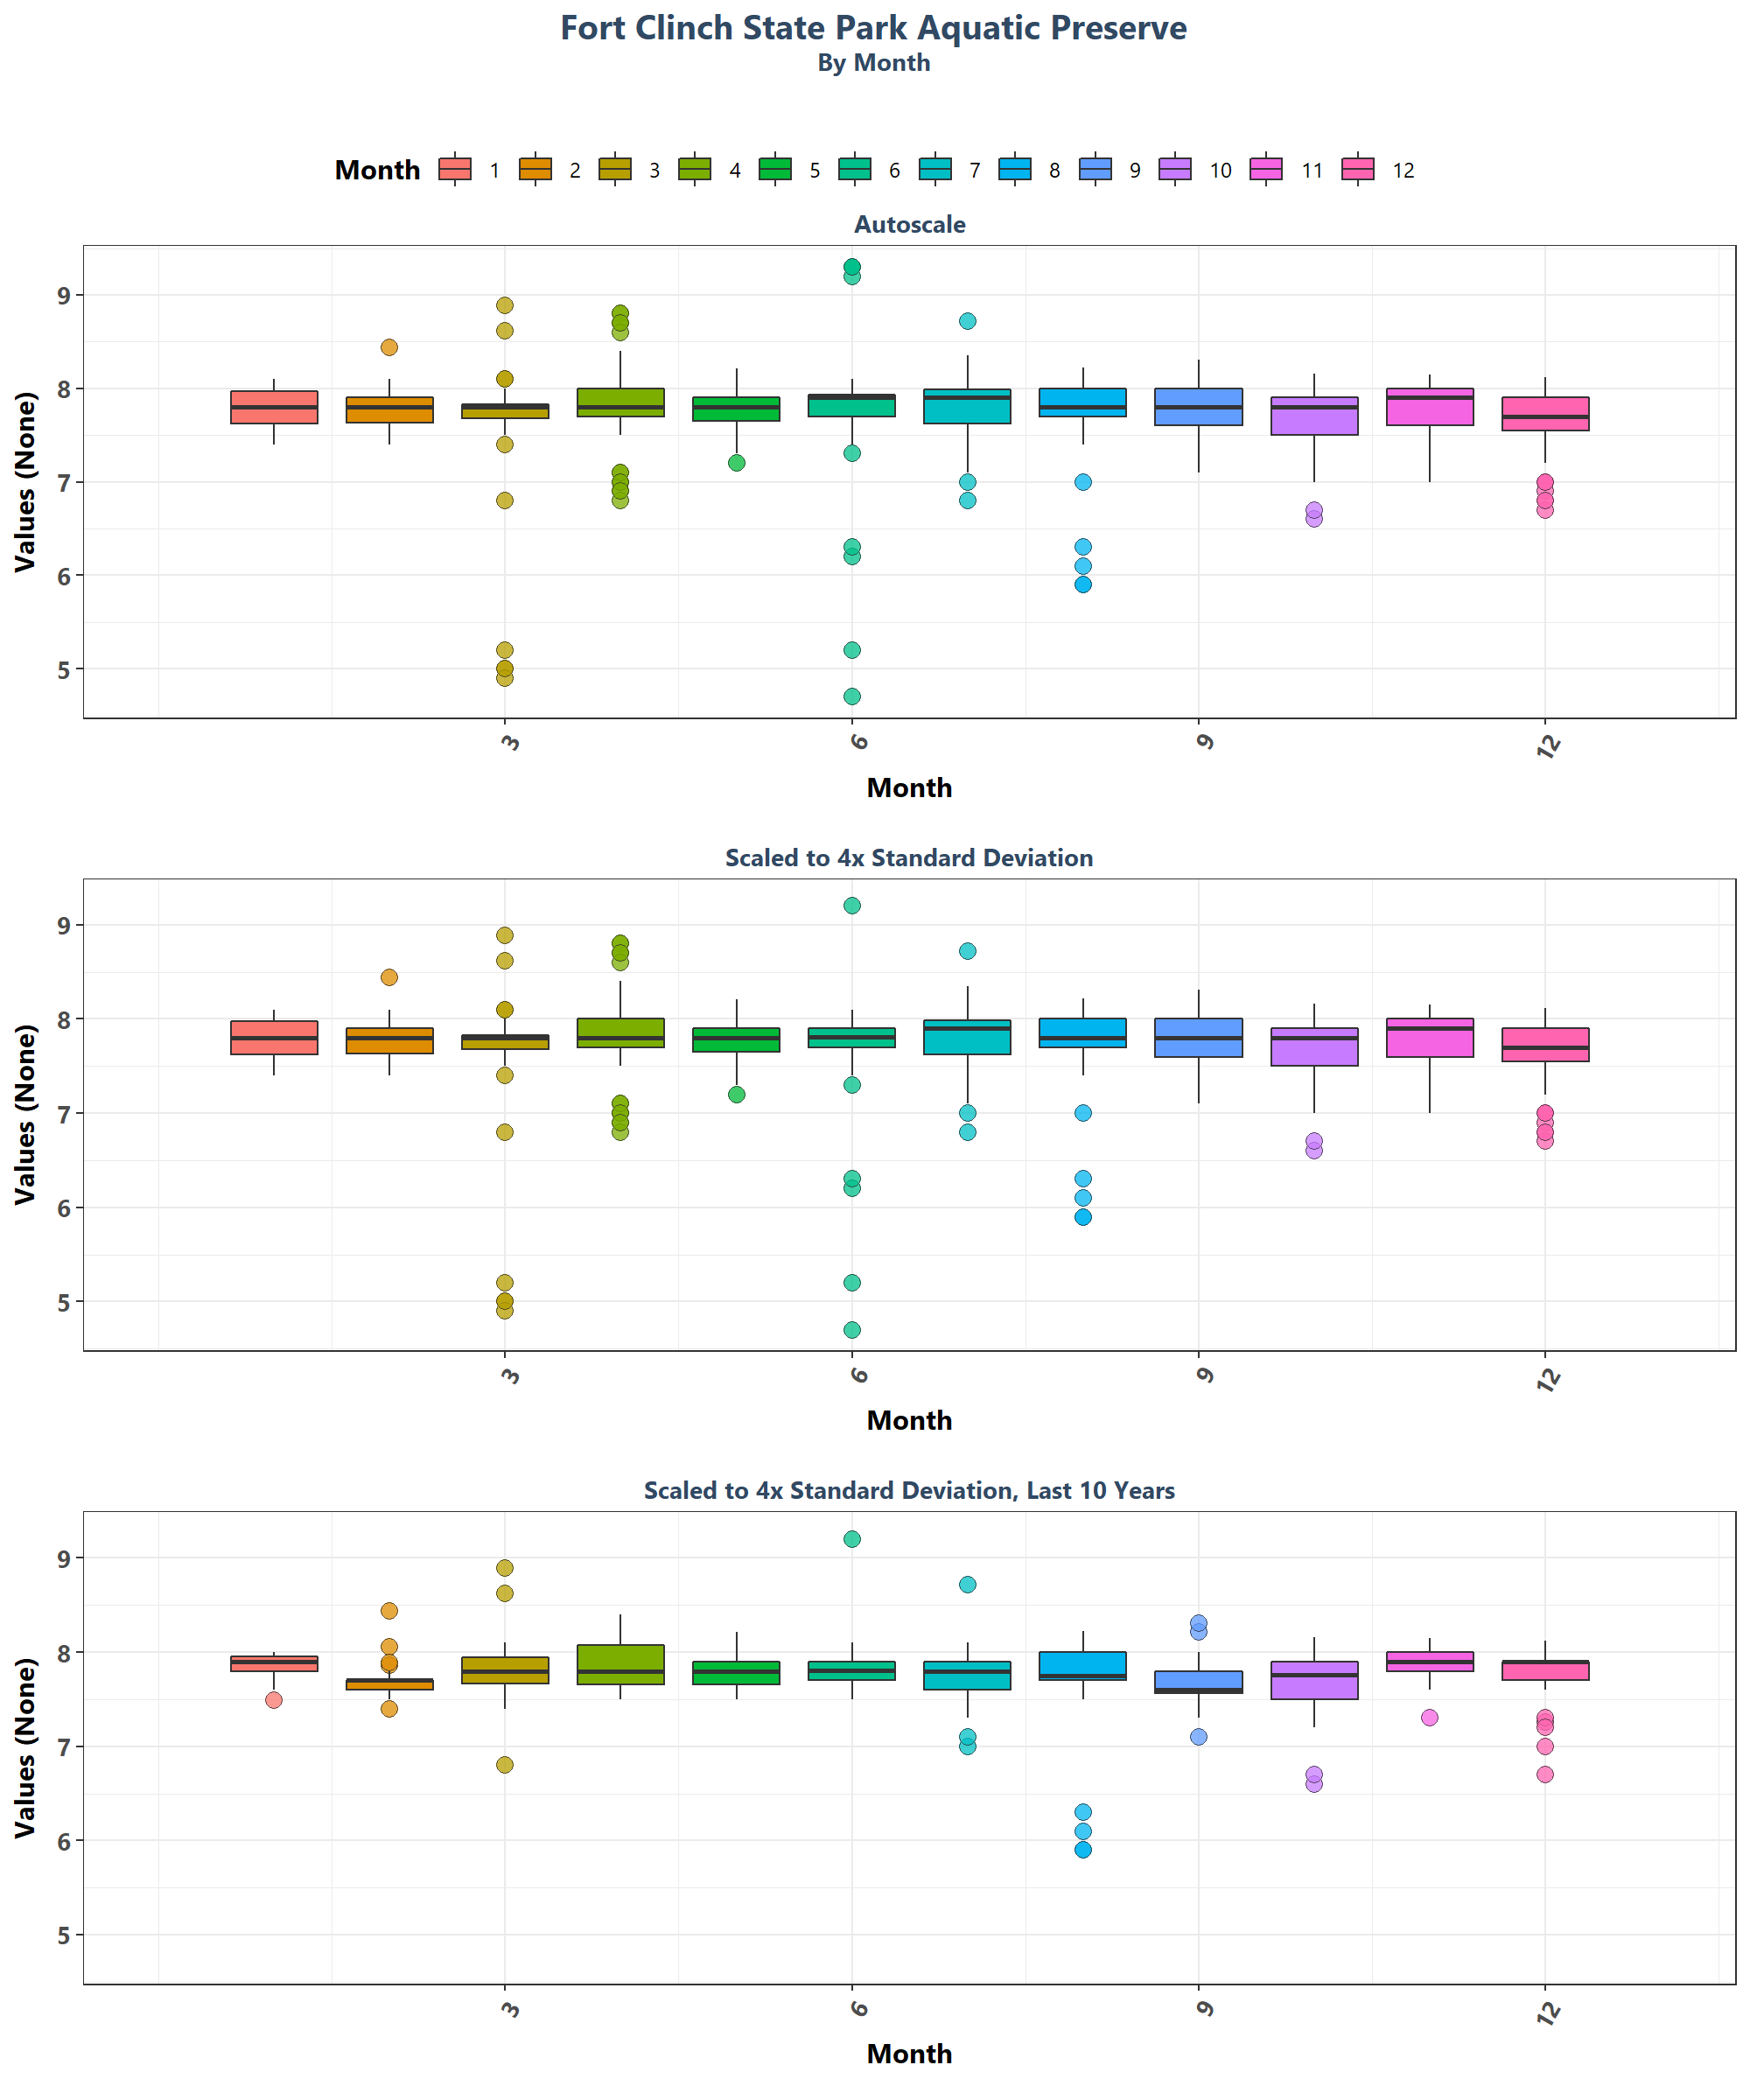 Fort Clinch State Park Aquatic Preserve
By Month
Month 1 2 3 4 5 6 7 8 9 10 11 12
Autoscale
Values (None)
9
8
7
6
5
3 6 9 12
Month
Scaled to 4x Standard Deviation
Values (None)
9
8
7
6
5
3 6 9 12
Month
Scaled to 4x Standard Deviation, Last 10 Years
Values (None)
9
8
7
6
5
3 6 9 12
Month